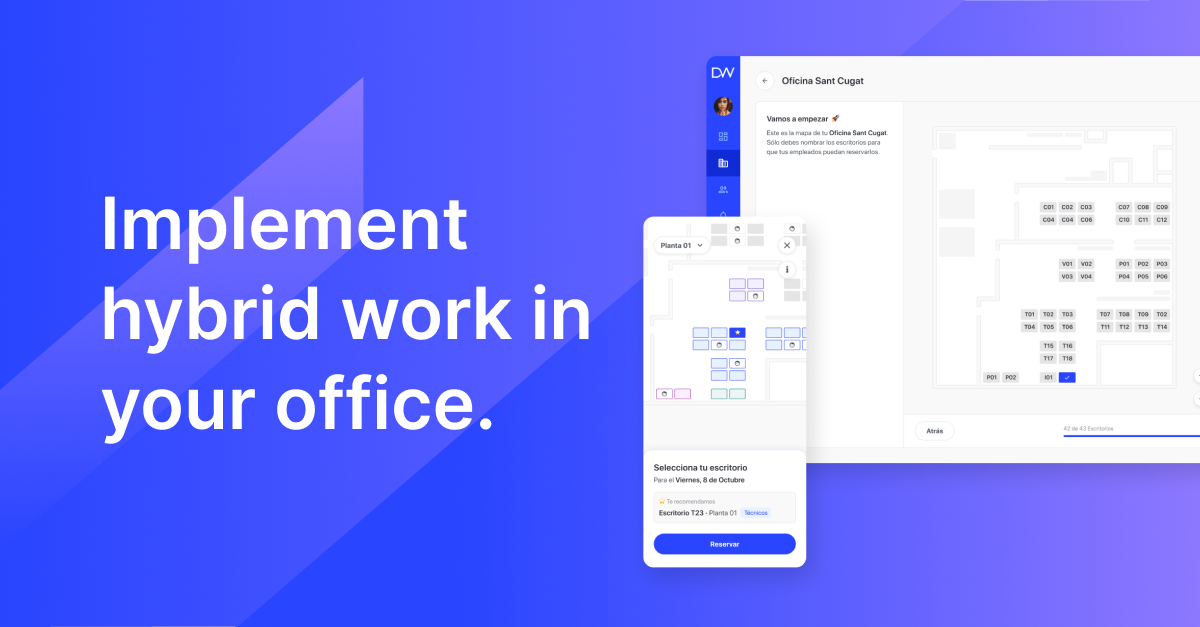 Implement
hybrid work in
your office.
DW
Oficina Sant Cugat
Vamos a empezar
Este es la mapa de tu Oficina Sant Cugat.
Sólo debes nombrar los escritorios para
que tus empleados puedan reservarlos.
C01 C02 C03 C07 C08 C09
C04 C04 C06 C10 C11 C12
V01 V02 P01 P02 P03
V03 V04 P04 P05 P06
T01 T02 T03 T07 T08 T09 T02
T04 T05 T06 T11 T12 T13 T14
T15 T16
T17 T18
P01 P02 I01
Atrás
42 de 43 Escritorios
Planta 01
i
Selecciona tu escritorio
Para el Viernes, 8 de Octubre
Te recomendamos
Escritorio T23 · Planta 01 Técnicos
Reservar